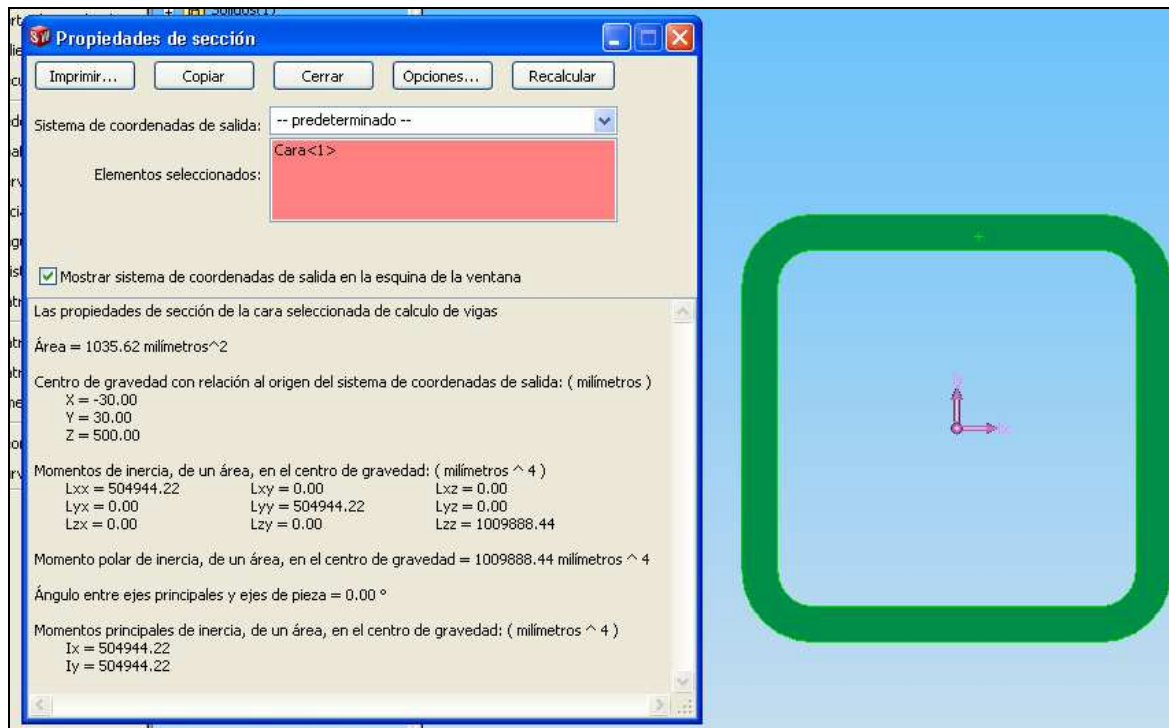 Sólidos(1)
Propiedades de sección
Imprimir... Copiar Cerrar Opciones... Recalcular
Sistema de coordenadas de salida: -- predeterminado --
Elementos seleccionados: Cara<1>
Mostrar sistema de coordenadas de salida en la esquina de la ventana
Las propiedades de sección de la cara seleccionada de calculo de vigas
Área = 1035.62 milímetros^2
Centro de gravedad con relación al origen del sistema de coordenadas de salida: ( milímetros )
X = -30.00
Y = 30.00
Z = 500.00
Momentos de inercia, de un área, en el centro de gravedad: ( milímetros ^ 4 )
Lxx = 504944.22 Lxy = 0.00 Lxz = 0.00
Lyx = 0.00 Lyy = 504944.22 Lyz = 0.00
Lzx = 0.00 Lzy = 0.00 Lzz = 1009888.44
Momento polar de inercia, de un área, en el centro de gravedad = 1009888.44 milímetros ^ 4
Ángulo entre ejes principales y ejes de pieza = 0.00 °
Momentos principales de inercia, de un área, en el centro de gravedad: ( milímetros ^ 4 )
Ix = 504944.22
Iy = 504944.22